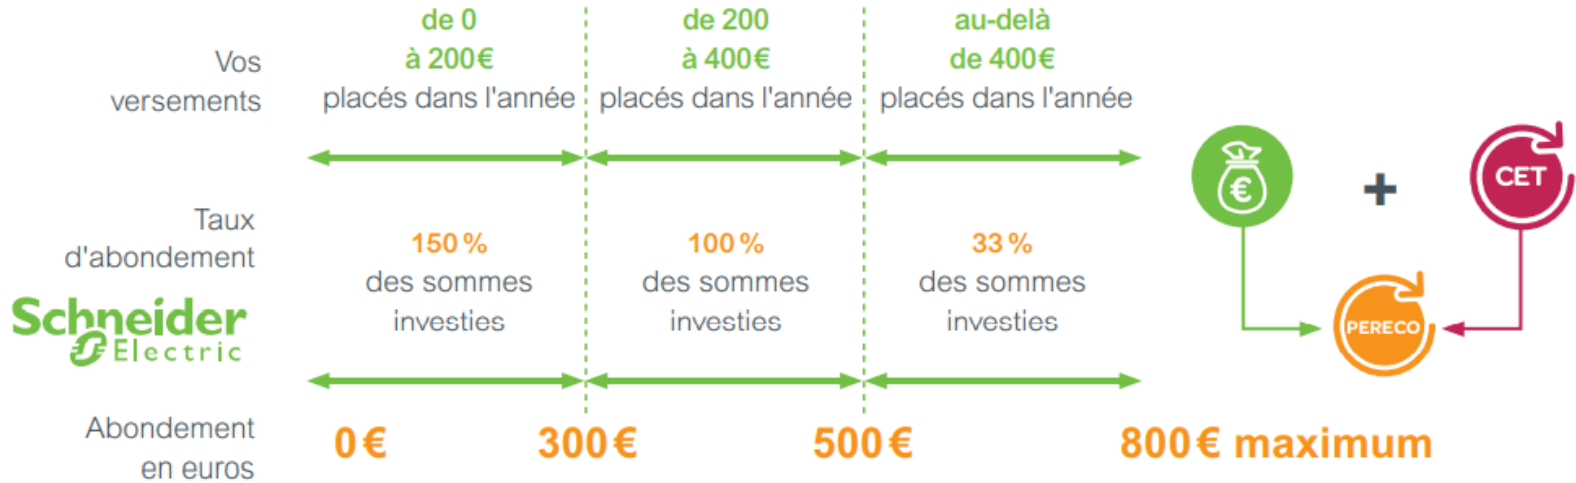 Vos
versements
de 0
à 200€
placés dans l'année
de 200
à 400€
placés dans l'année
au-delà
de 400€
placés dans l'année
€
+
CET
PERECO
Taux
d'abondement
Schneider
Electric
150 %
des sommes
investies
100 %
des sommes
investies
33 %
des sommes
investies
Abondement
en euros
0 €
300 €
500 €
800 € maximum